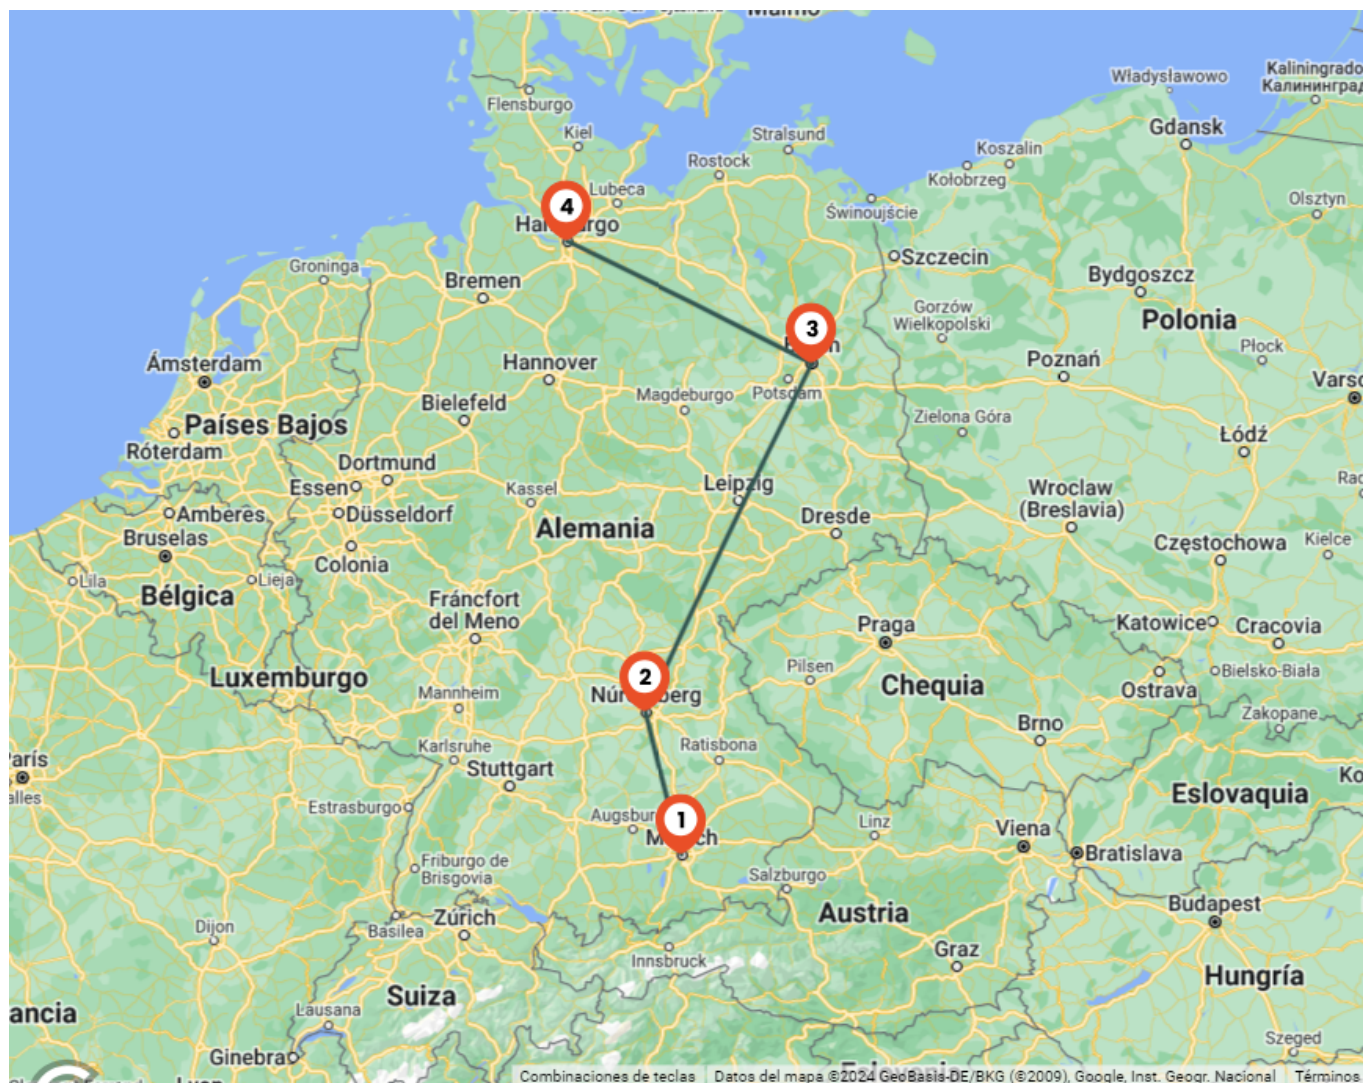 Flensburgo
Kiel
Stralsund
Rostock
Lubeca
4
Władysławowo
Kaliningrado
Gdansk
Koszalin
Kołobrzeg
Olsztyn
Świnoujście
Szczecin
Groninga
Bremen
Bydgoszcz
Gorzów
Wielkopolski
Polonia
3
Płock
Ámsterdam
Hannover
Poznań
Magdeburgo
Potsdam
Bielefeld
Países Bajos
Zielona Góra
Łódź
Róterdam
Dortmund
Essen
Leipzig
Kassel
Wroclaw
(Breslavia)
Amberes
Düsseldorf
Alemania
Dresde
Bruselas
Colonia
Częstochowa
Kielce
Lila
Lieja
Bélgica
Fráncfort
del Meno
Praga
Katowice
Cracovia
Luxemburgo
2
Pilsen
Chequia
Bielsko-Biała
Ostrava
Mannheim
Brno
Zakopane
Karlsruhe
Ratisbona
Stuttgart
Estrasburgo
Eslovaquia
1
Linz
Viena
Bratislava
Friburgo de
Brisgovia
Salzburgo
Austria
Budapest
Dijon
Basilea
Zúrich
Innsbruck
Graz
Hungría
Suiza
Lausana
Ginebra
Szeged
Combinaciones de teclas Datos del mapa ©2024 GeoBasis-DE/BKG (©2009), Google, Inst. Geogr. Nacional Términos